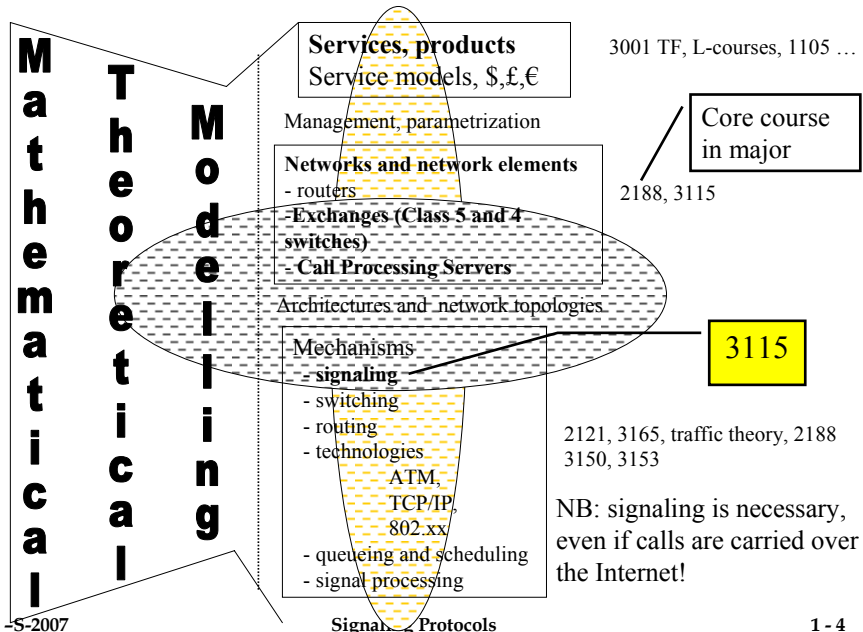 Mathematical
Theoretical
Modelling
Services, products
Service models, $,£,€
3001 TF, L-courses, 1105 …
Management, parametrization
Core course
in major
Networks and network elements
- routers
-Exchanges (Class 5 and 4
switches)
- Call Processing Servers
2188, 3115
Architectures and network topologies
Mechanisms
- signaling
- switching
- routing
- technologies
ATM,
TCP/IP,
802.xx
- queueing and scheduling
- signal processing
3115
2121, 3165, traffic theory, 2188
3150, 3153
NB: signaling is necessary,
even if calls are carried over
the Internet!
–S-2007
Signaling Protocols
1 - 4